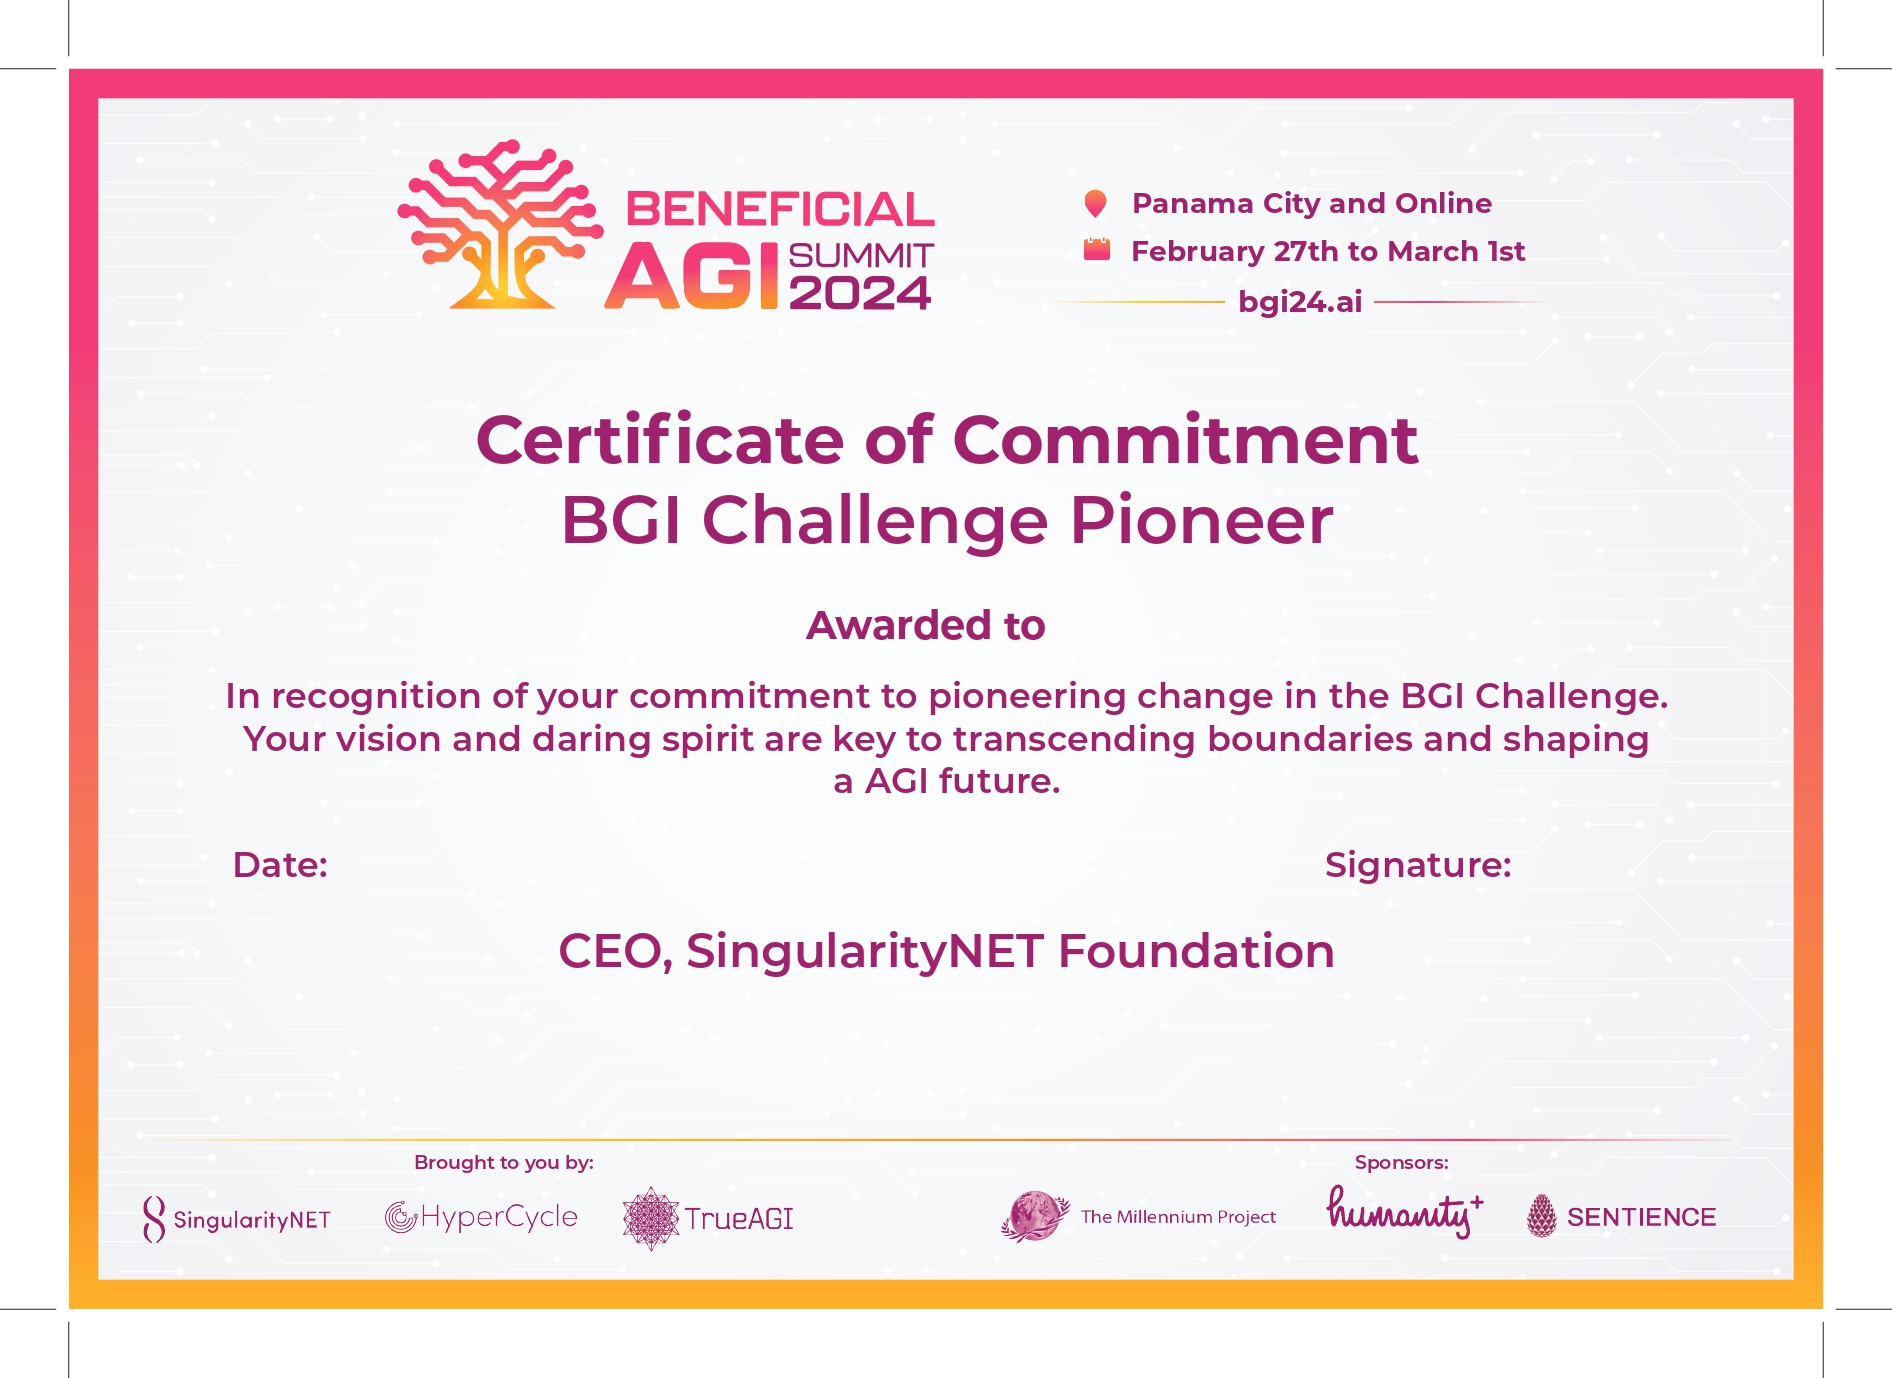 BENEFICIAL
AGI SUMMIT
2024
Panama City and Online
February 27th to March 1st
bgi24.ai
Certificate of Commitment
BGI Challenge Pioneer
Awarded to
In recognition of your commitment to pioneering change in the BGI Challenge.
Your vision and daring spirit are key to transcending boundaries and shaping
a AGI future.
Date:
Signature:
CEO, SingularityNET Foundation
Brought to you by:
SingularityNET
HyperCycle
TrueAGI
Sponsors:
The Millennium Project
humanity+
SENTIENCE